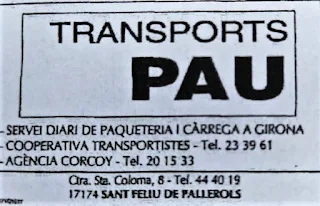 TRANSPORTS
PAU
- SERVEI DIARI DE PAQUETERIA I CÀRREGA A GIRONA
- COOPERATIVA TRANSPORTISTES - Tel. 23 39 61
- AGÈNCIA CORCOY - Tel. 20 15 33
Ctra. Sta. Coloma, 8 - Tel. 44 40 19
17174 SANT FELIU DE PALLEROLS